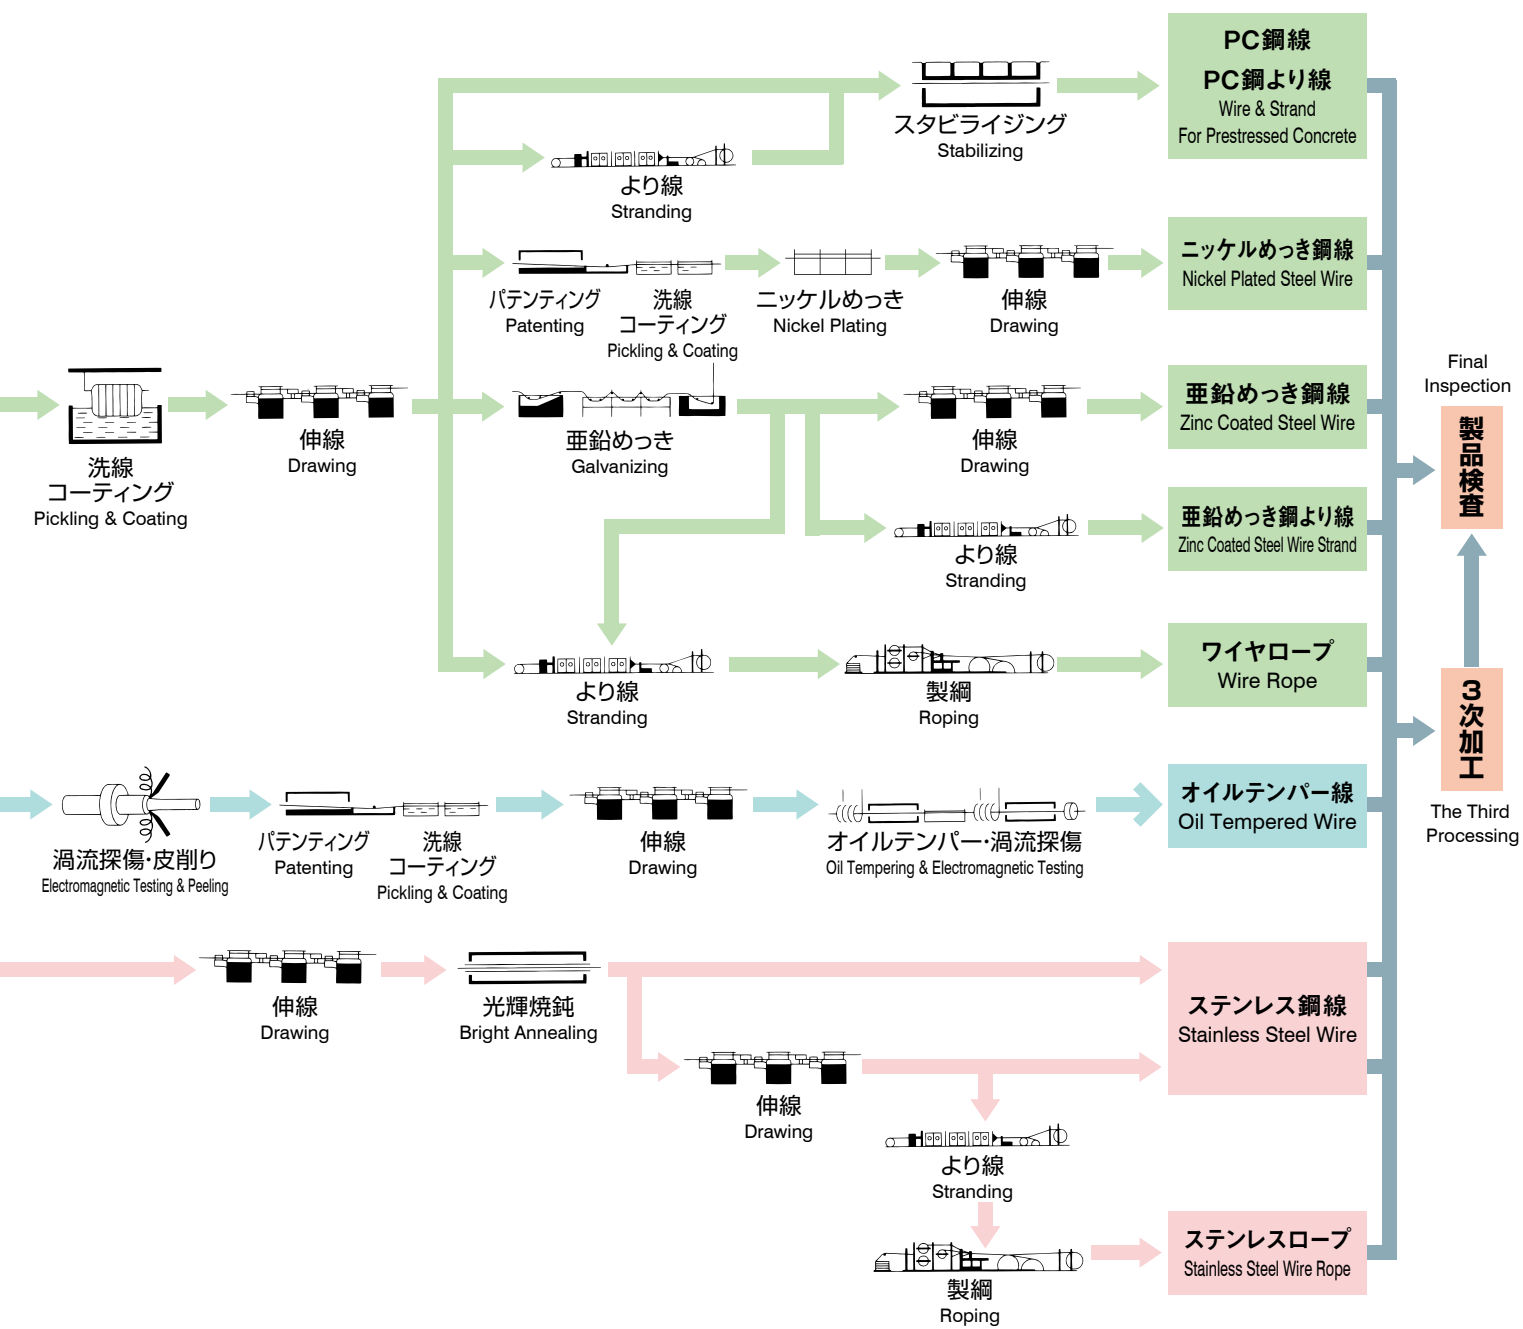 PC鋼線
PC鋼より線
Wire & Strand
For Prestressed Concrete
スタビライジング
Stabilizing
より線
Stranding
ニッケルめっき鋼線
Nickel Plated Steel Wire
パテンティング
Patenting
洗線
コーティング
Pickling & Coating
ニッケルめっき
Nickel Plating
伸線
Drawing
Final
Inspection
製品検査
洗線
コーティング
Pickling & Coating
伸線
Drawing
亜鉛めっき
Galvanizing
伸線
Drawing
亜鉛めっき鋼線
Zinc Coated Steel Wire
より線
Stranding
亜鉛めっき鋼より線
Zinc Coated Steel Wire Strand
より線
Stranding
製綱
Roping
ワイヤロープ
Wire Rope
3次加工
The Third
Processing
渦流探傷・皮削り
Electromagnetic Testing & Peeling
パテンティング
Patenting
洗線
コーティング
Pickling & Coating
伸線
Drawing
オイルテンパー・渦流探傷
Oil Tempering & Electromagnetic Testing
オイルテンパー線
Oil Tempered Wire
伸線
Drawing
光輝焼鈍
Bright Annealing
ステンレス鋼線
Stainless Steel Wire
伸線
Drawing
より線
Stranding
製綱
Roping
ステンレスロープ
Stainless Steel Wire Rope